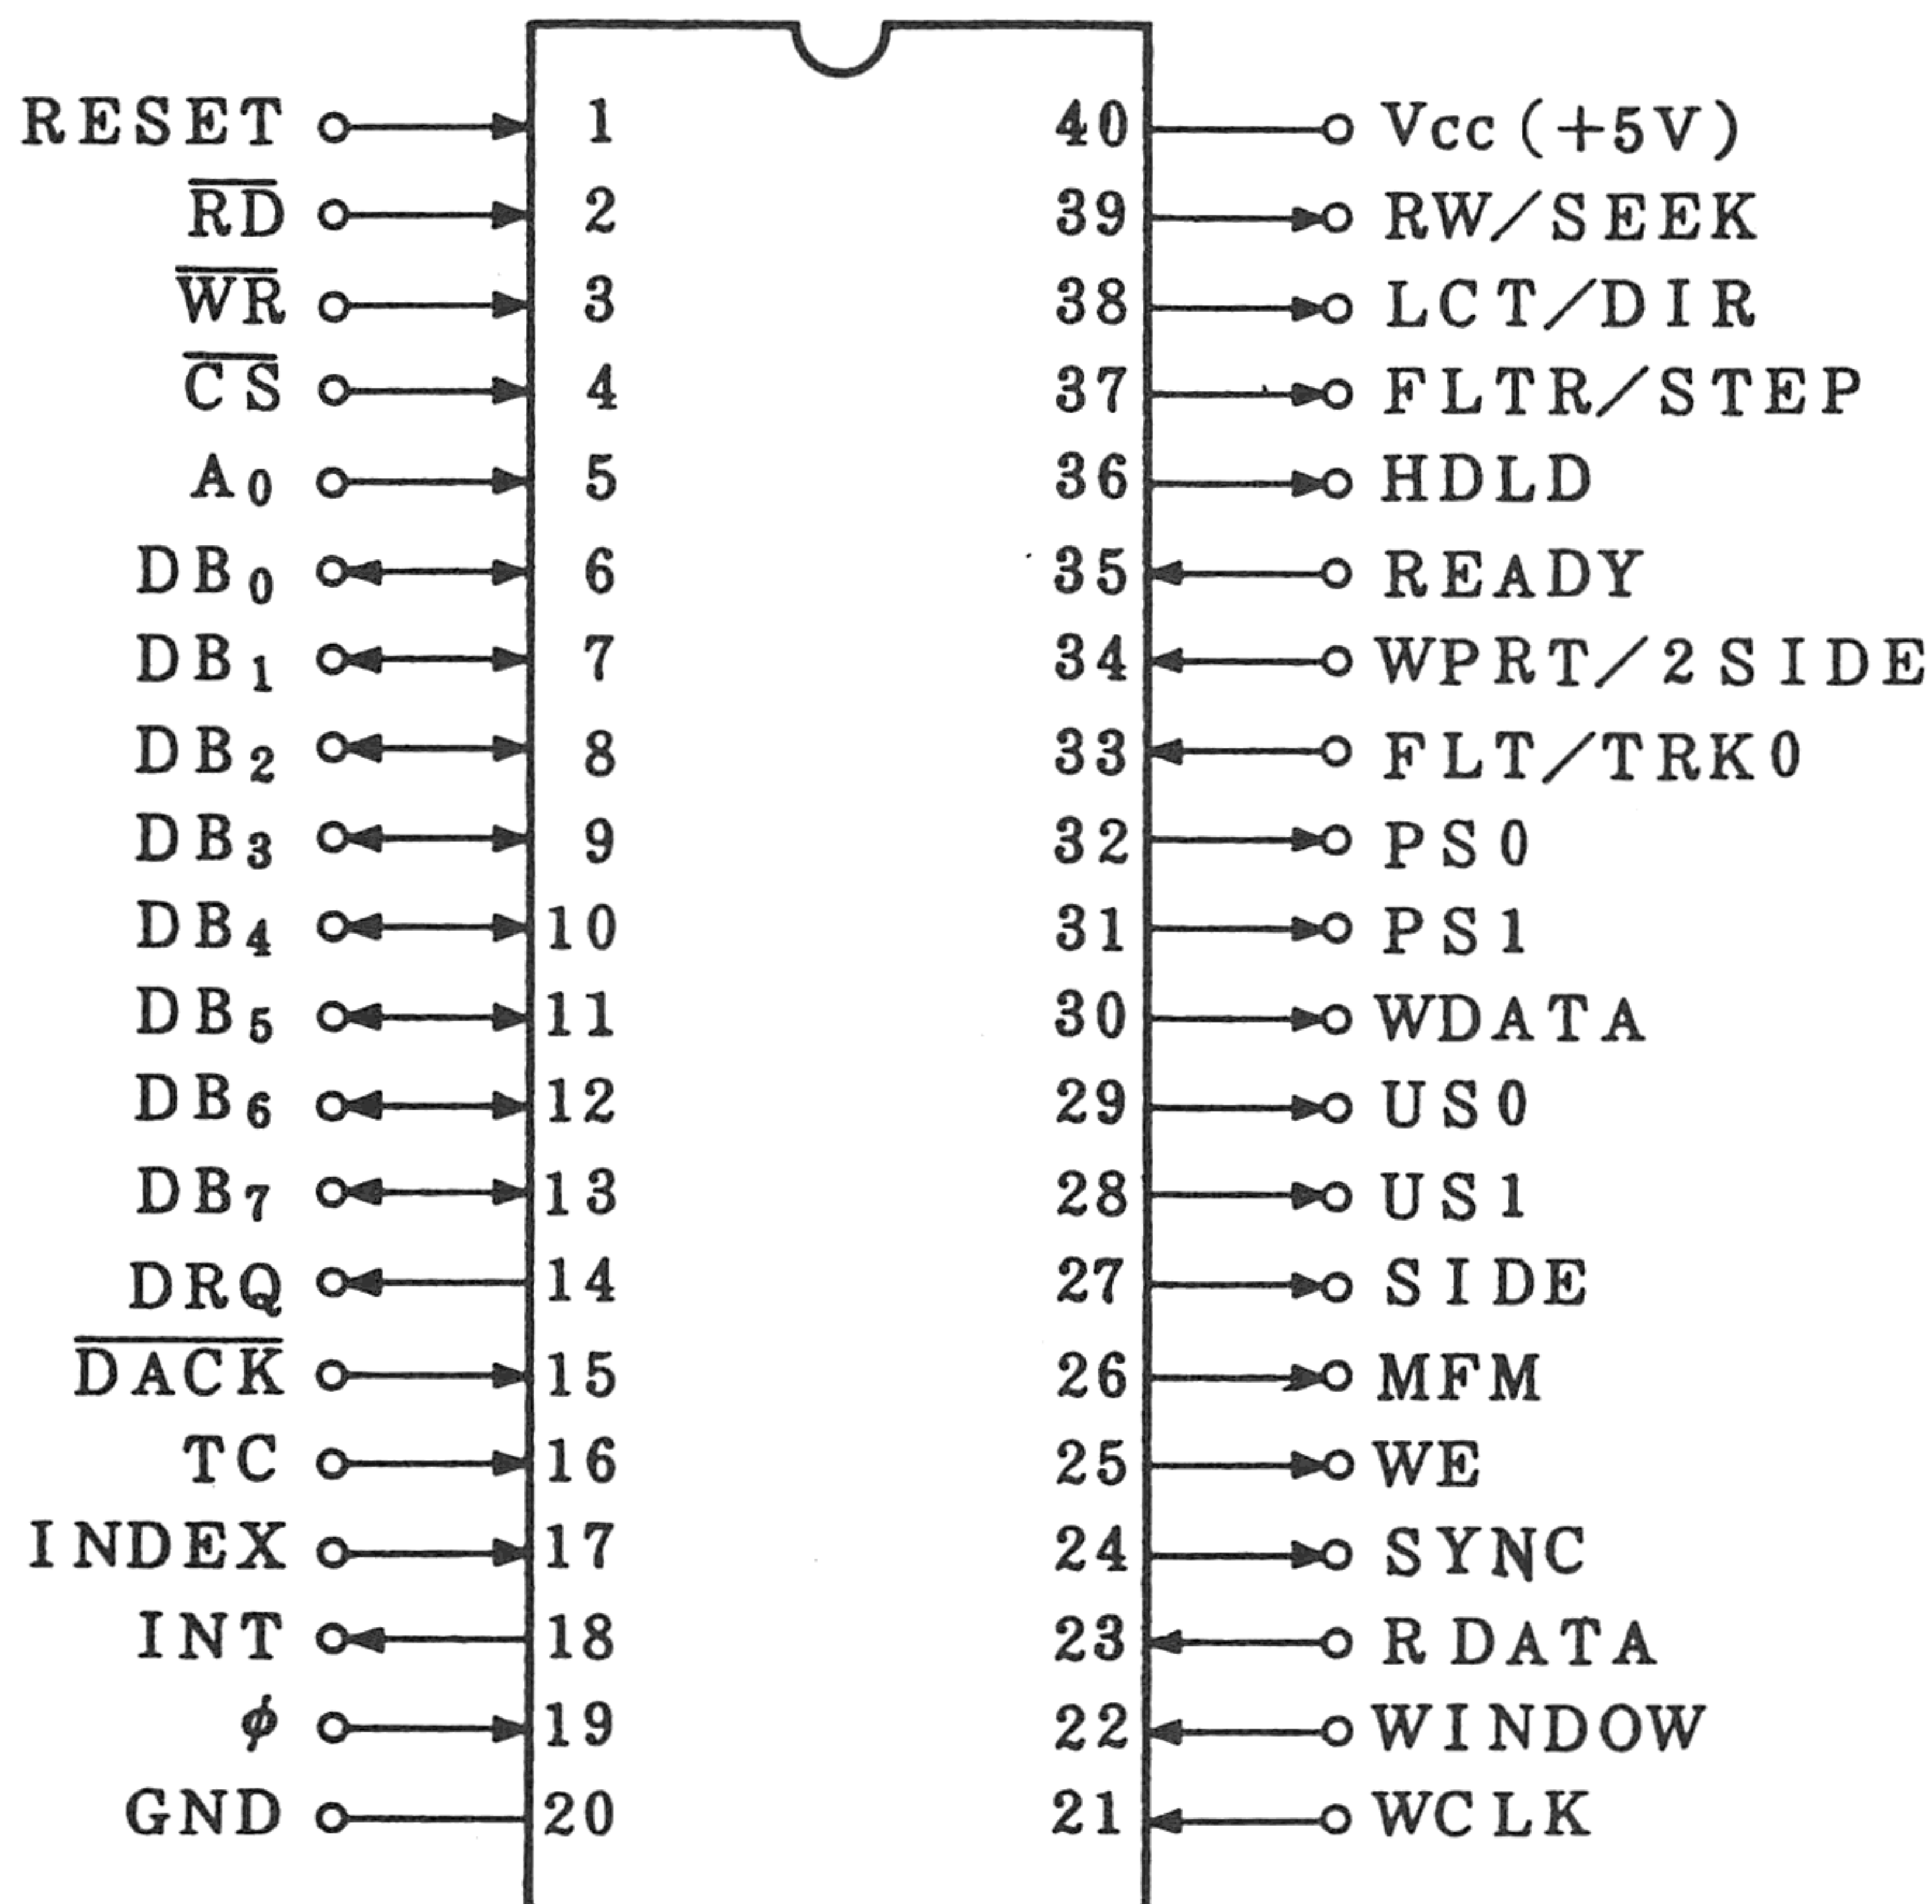 RESET 1 40 Vcc (+5V)
R̅D̅ 2 39 RW/SEEK
W̅R̅ 3 38 LCT/DIR
C̅S̅ 4 37 FLTR/STEP
A₀ 5 36 HDLD
DB₀ 6 35 READY
DB₁ 7 34 WPRT/2SIDE
DB₂ 8 33 FLT/TRK0
DB₃ 9 32 PS0
DB₄ 10 31 PS1
DB₅ 11 30 WDATA
DB₆ 12 29 US0
DB₇ 13 28 US1
DRQ 14 27 SIDE
D̅A̅C̅K̅ 15 26 MFM
TC 16 25 WE
INDEX 17 24 SYNC
INT 18 23 RDATA
ϕ 19 22 WINDOW
GND 20 21 WCLK